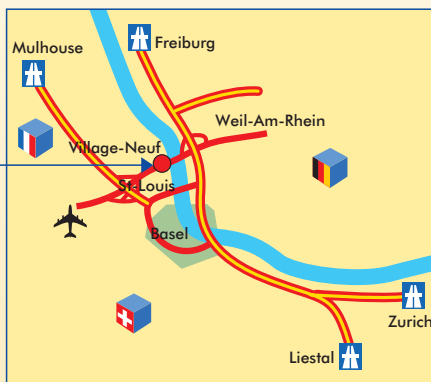 Mulhouse
Freiburg
Weil-Am-Rhein
Village-Neuf
St-Louis
Basel
Zurich
Liestal